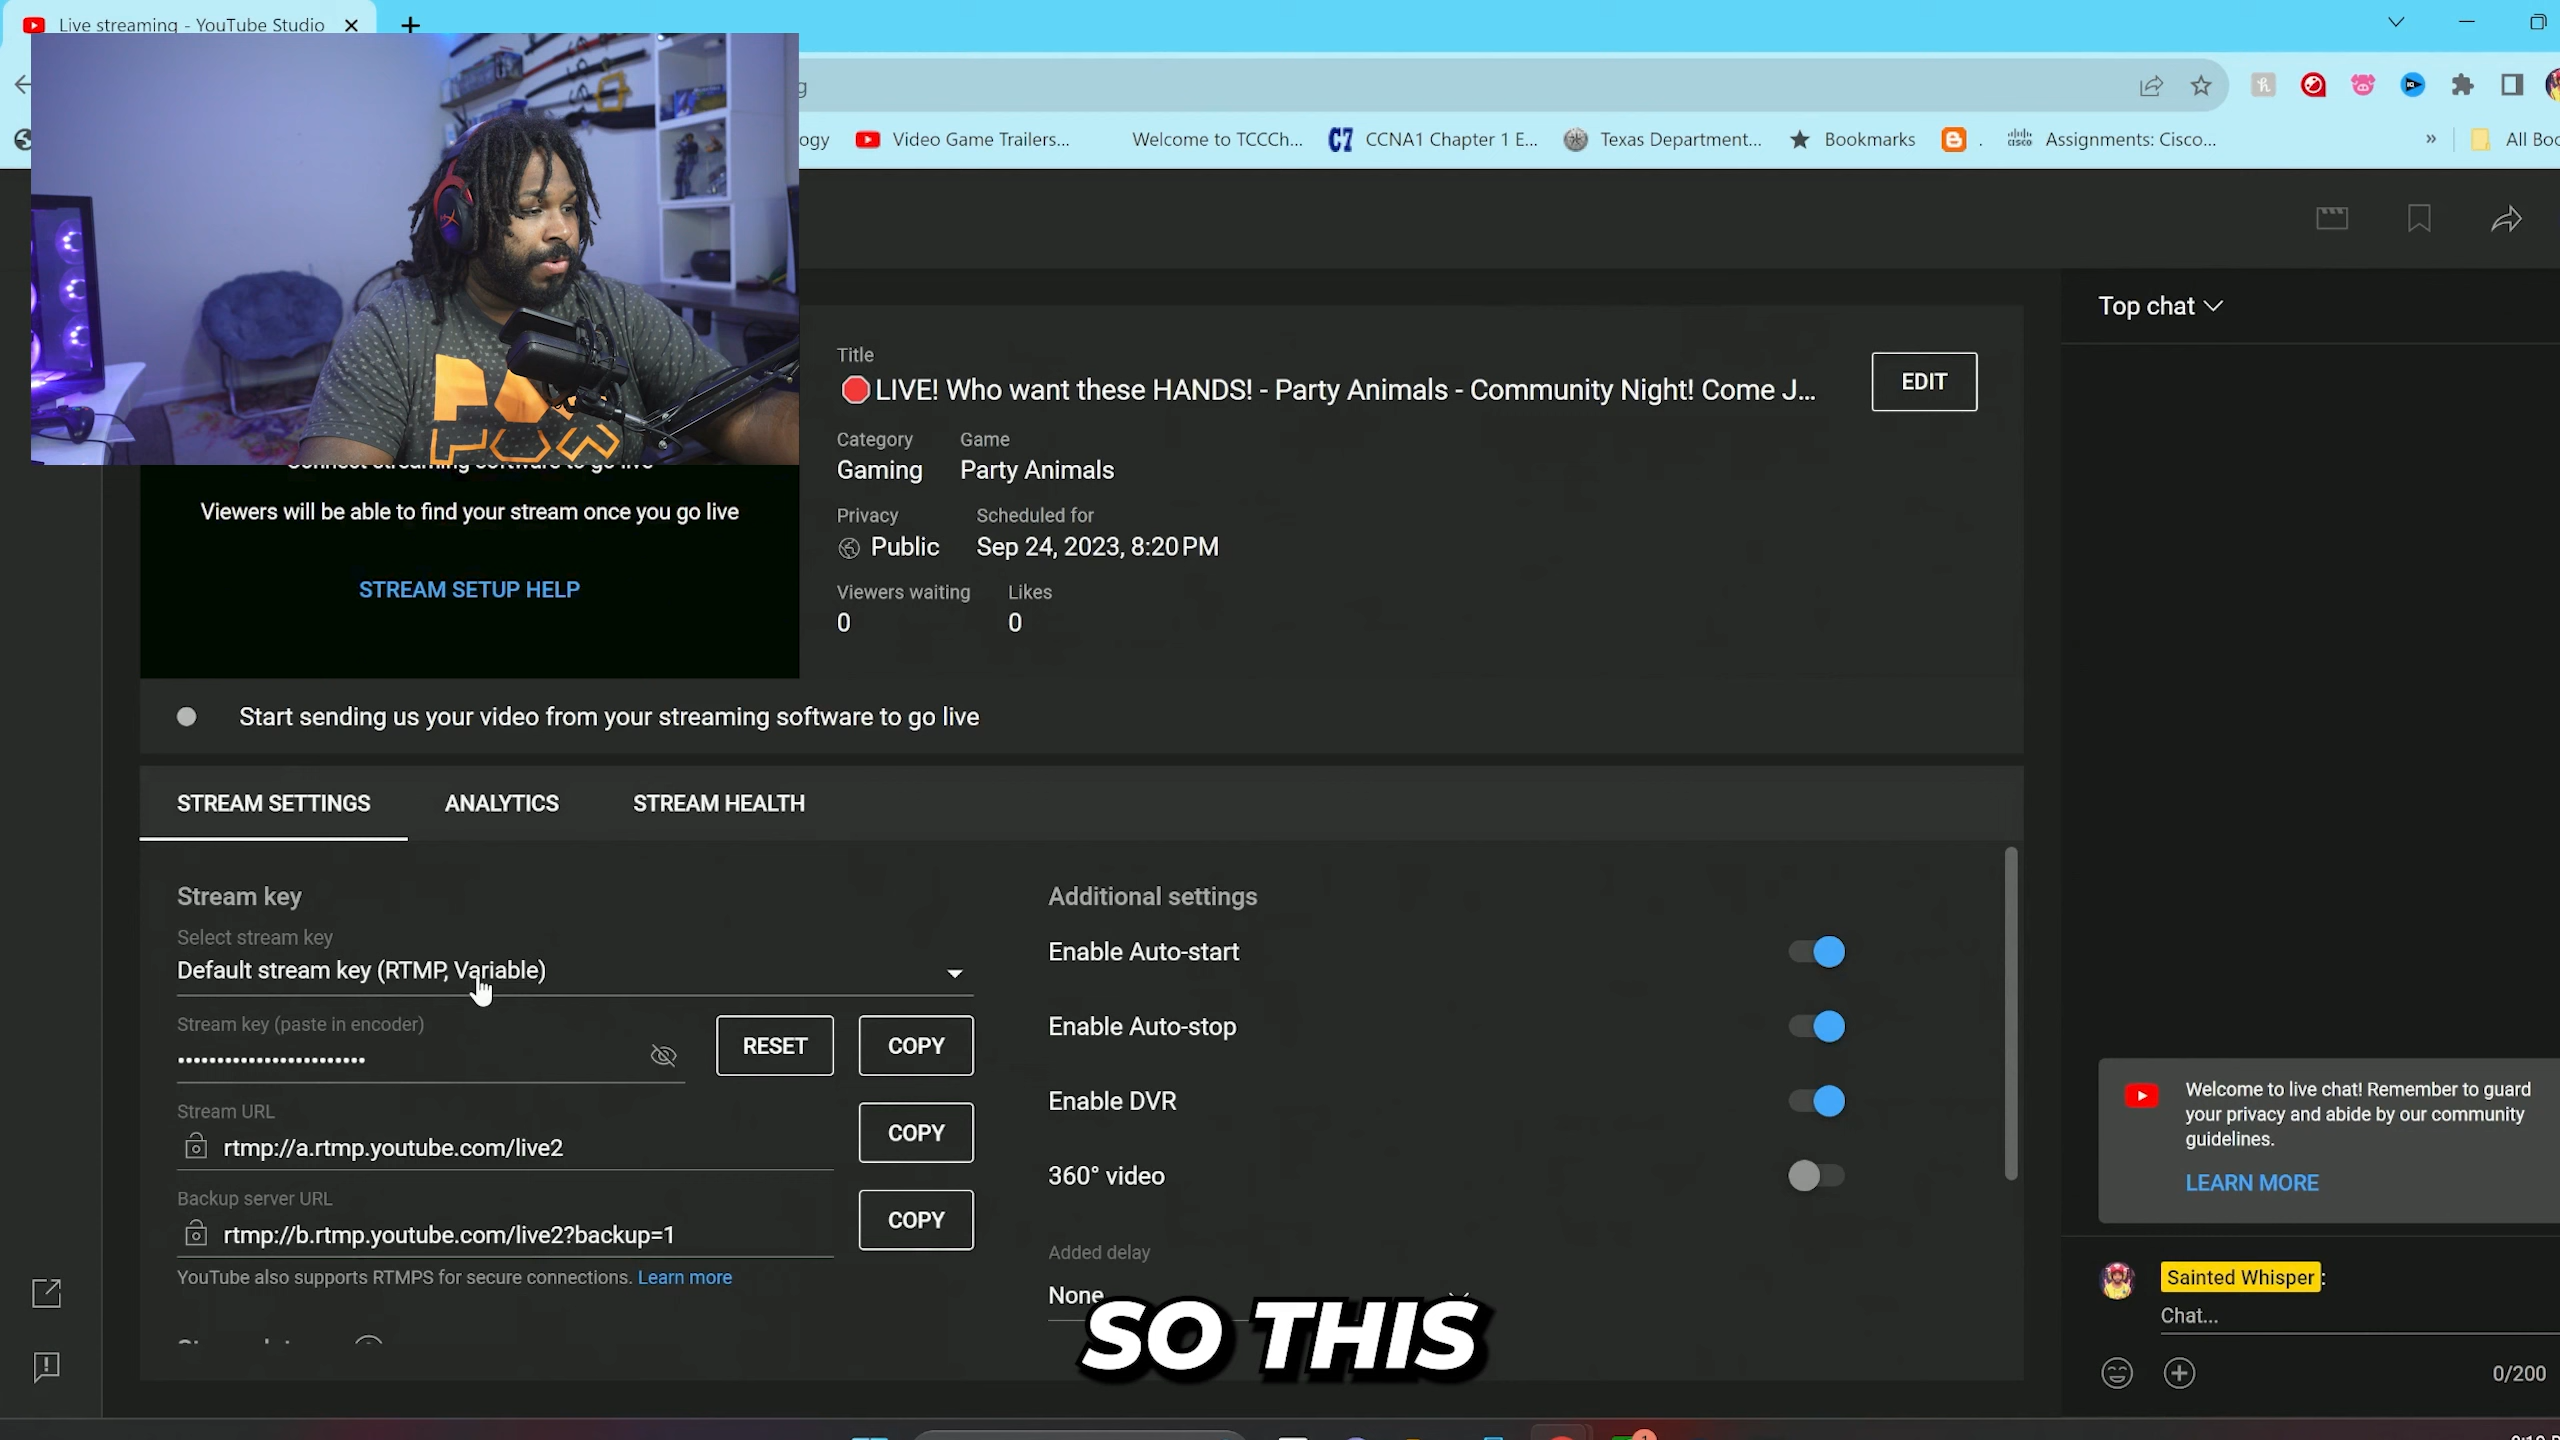 Live streaming - YouTube Studio
g
ogy
Video Game Trailers...
Welcome to TCCCh...
CCNA1 Chapter 1 E...
Texas Department...
Bookmarks
.
Assignments: Cisco...
»
All Boo
Top chat
Title
LIVE! Who want these HANDS! - Party Animals - Community Night! Come J...
EDIT
Category Game
Gaming Party Animals
Privacy Scheduled for
Public Sep 24, 2023, 8:20 PM
Viewers waiting Likes
0 0
Connect streaming software to go live
Viewers will be able to find your stream once you go live
STREAM SETUP HELP
Start sending us your video from your streaming software to go live
STREAM SETTINGS ANALYTICS STREAM HEALTH
Stream key
Select stream key
Default stream key (RTMP, Variable)
Stream key (paste in encoder)
••••••••••••••••••••••••
RESET COPY
Stream URL
rtmp://a.rtmp.youtube.com/live2
COPY
Backup server URL
rtmp://b.rtmp.youtube.com/live2?backup=1
COPY
YouTube also supports RTMPS for secure connections. Learn more
Additional settings
Enable Auto-start
Enable Auto-stop
Enable DVR
360° video
Added delay
None
SO THIS
Welcome to live chat! Remember to guard
your privacy and abide by our community
guidelines.
LEARN MORE
Sainted Whisper:
Chat...
0/200